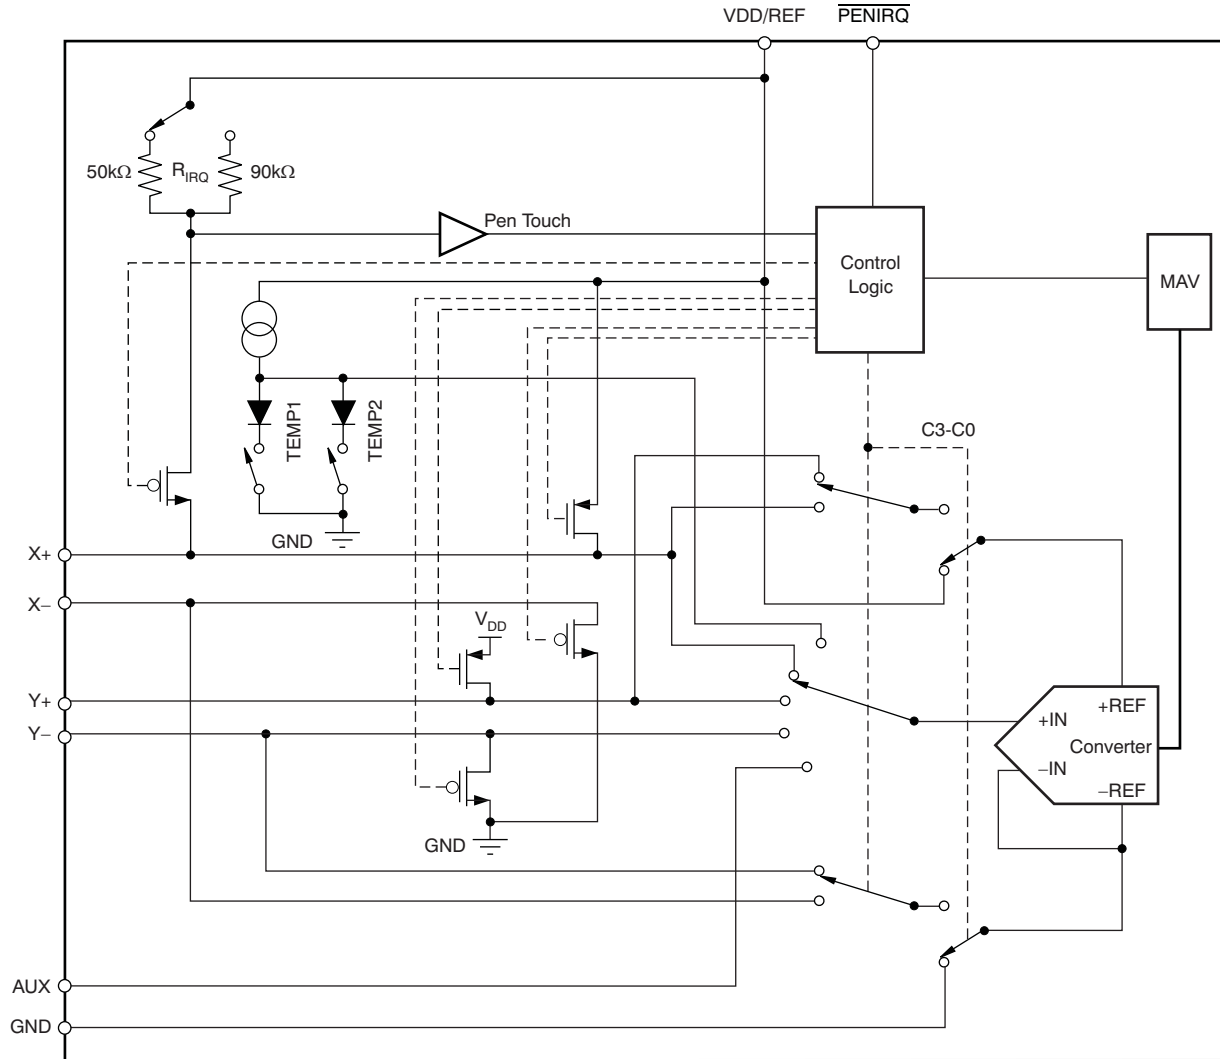 VDD/REF
PENIRQ
50kΩ
RIRQ
90kΩ
Pen Touch
Control
Logic
MAV
TEMP1
TEMP2
C3-C0
GND
X+
X–
VDD
Y+
Y–
+IN
+REF
Converter
–IN
–REF
GND
AUX
GND